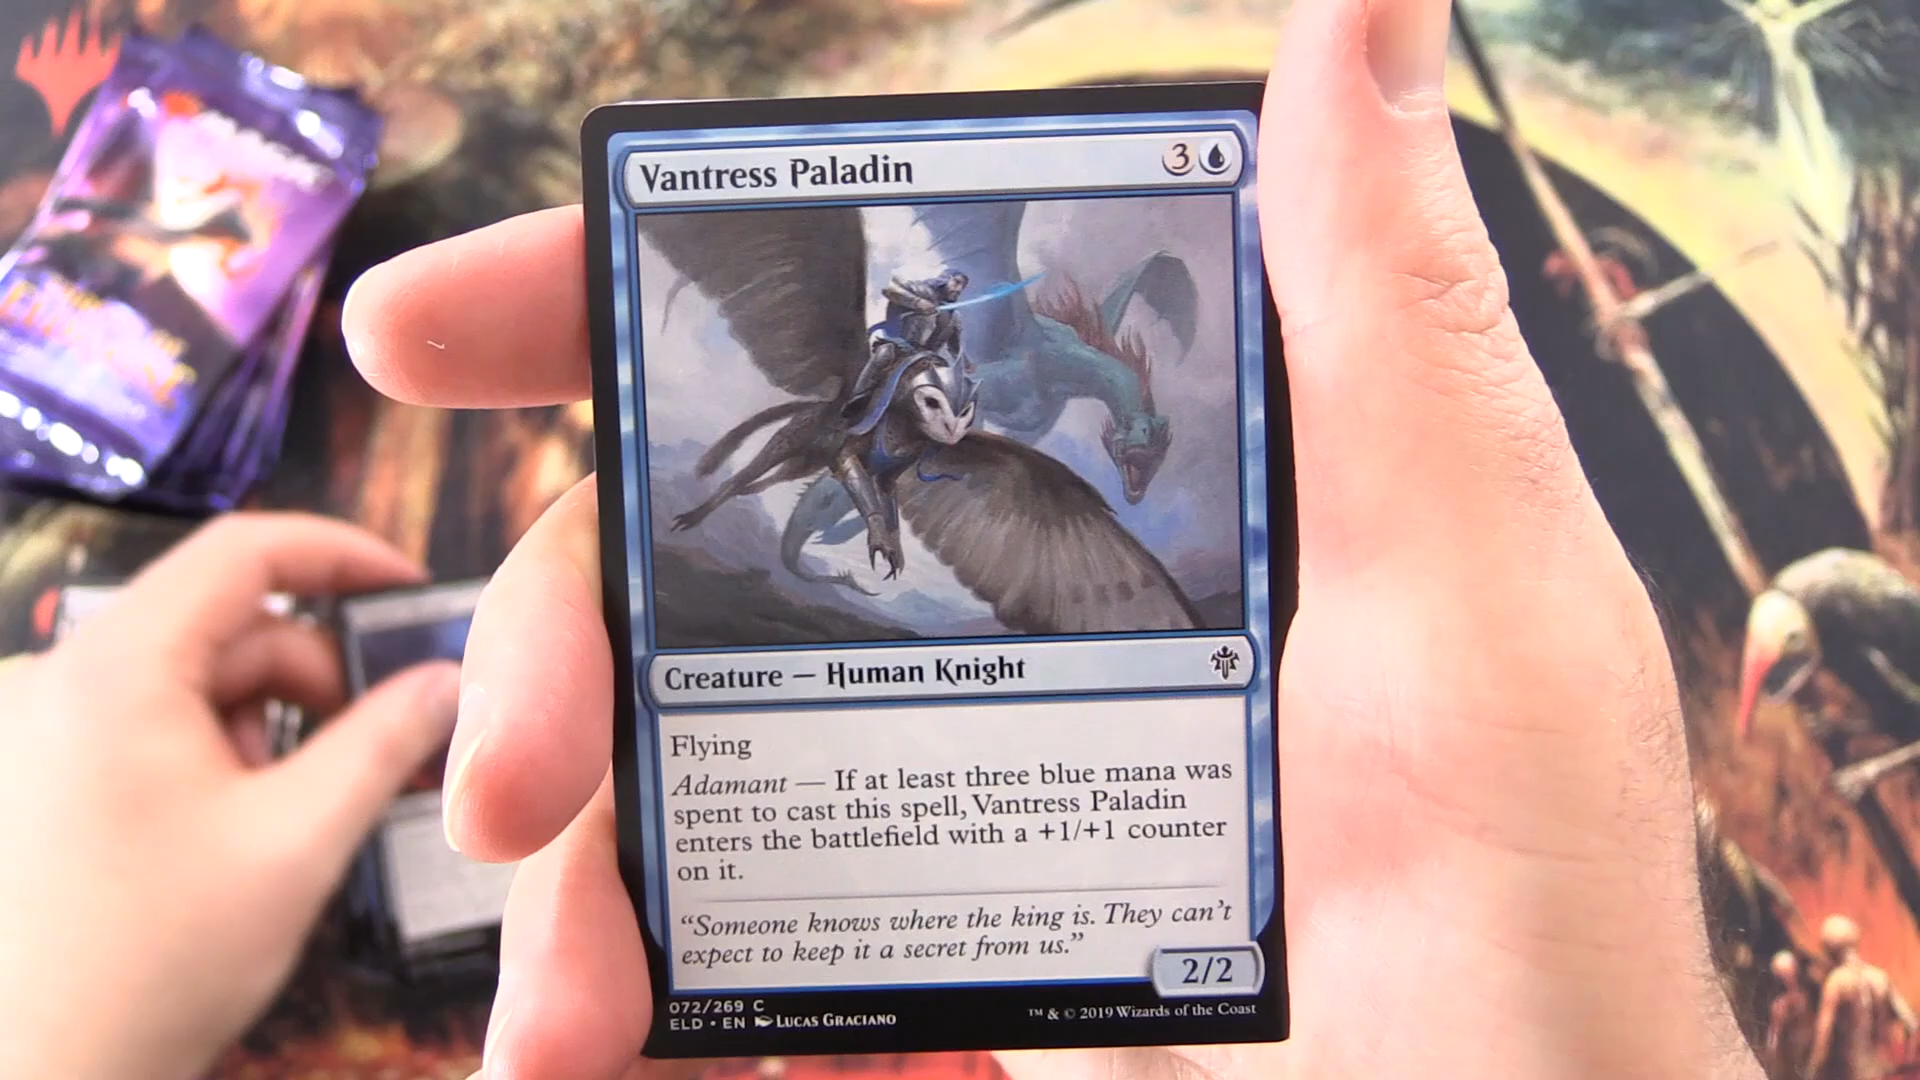 Vantress Paladin
3
Creature — Human Knight
Flying
Adamant — If at least three blue mana was
spent to cast this spell, Vantress Paladin
enters the battlefield with a +1/+1 counter
on it.
“Someone knows where the king is. They can’t
expect to keep it a secret from us.”
2/2
072/269 C
ELD • EN LUCAS GRACIANO
™ & © 2019 Wizards of the Coast